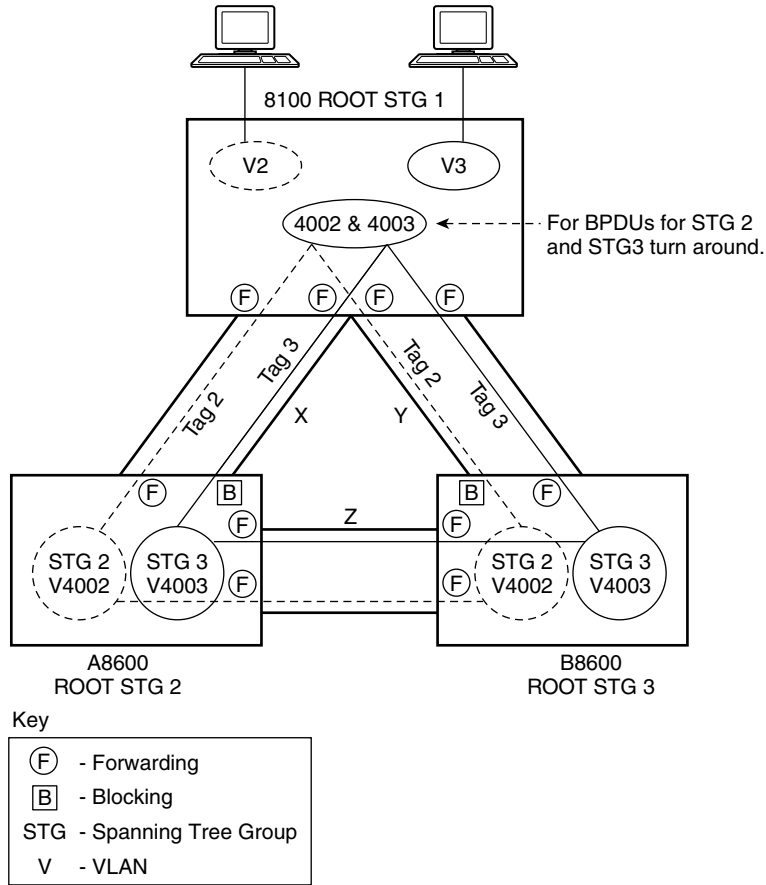 8100 ROOT STG 1
V2
V3
4002 & 4003
For BPDUs for STG 2
and STG3 turn around.
F
F
F
F
Tag 2
Tag 3
Tag 2
Tag 3
X
Y
F
B
B
F
F
Z
F
STG 2
V4002
STG 3
V4003
F
F
STG 2
V4002
STG 3
V4003
A8600
ROOT STG 2
B8600
ROOT STG 3
Key
F - Forwarding
B - Blocking
STG - Spanning Tree Group
V - VLAN